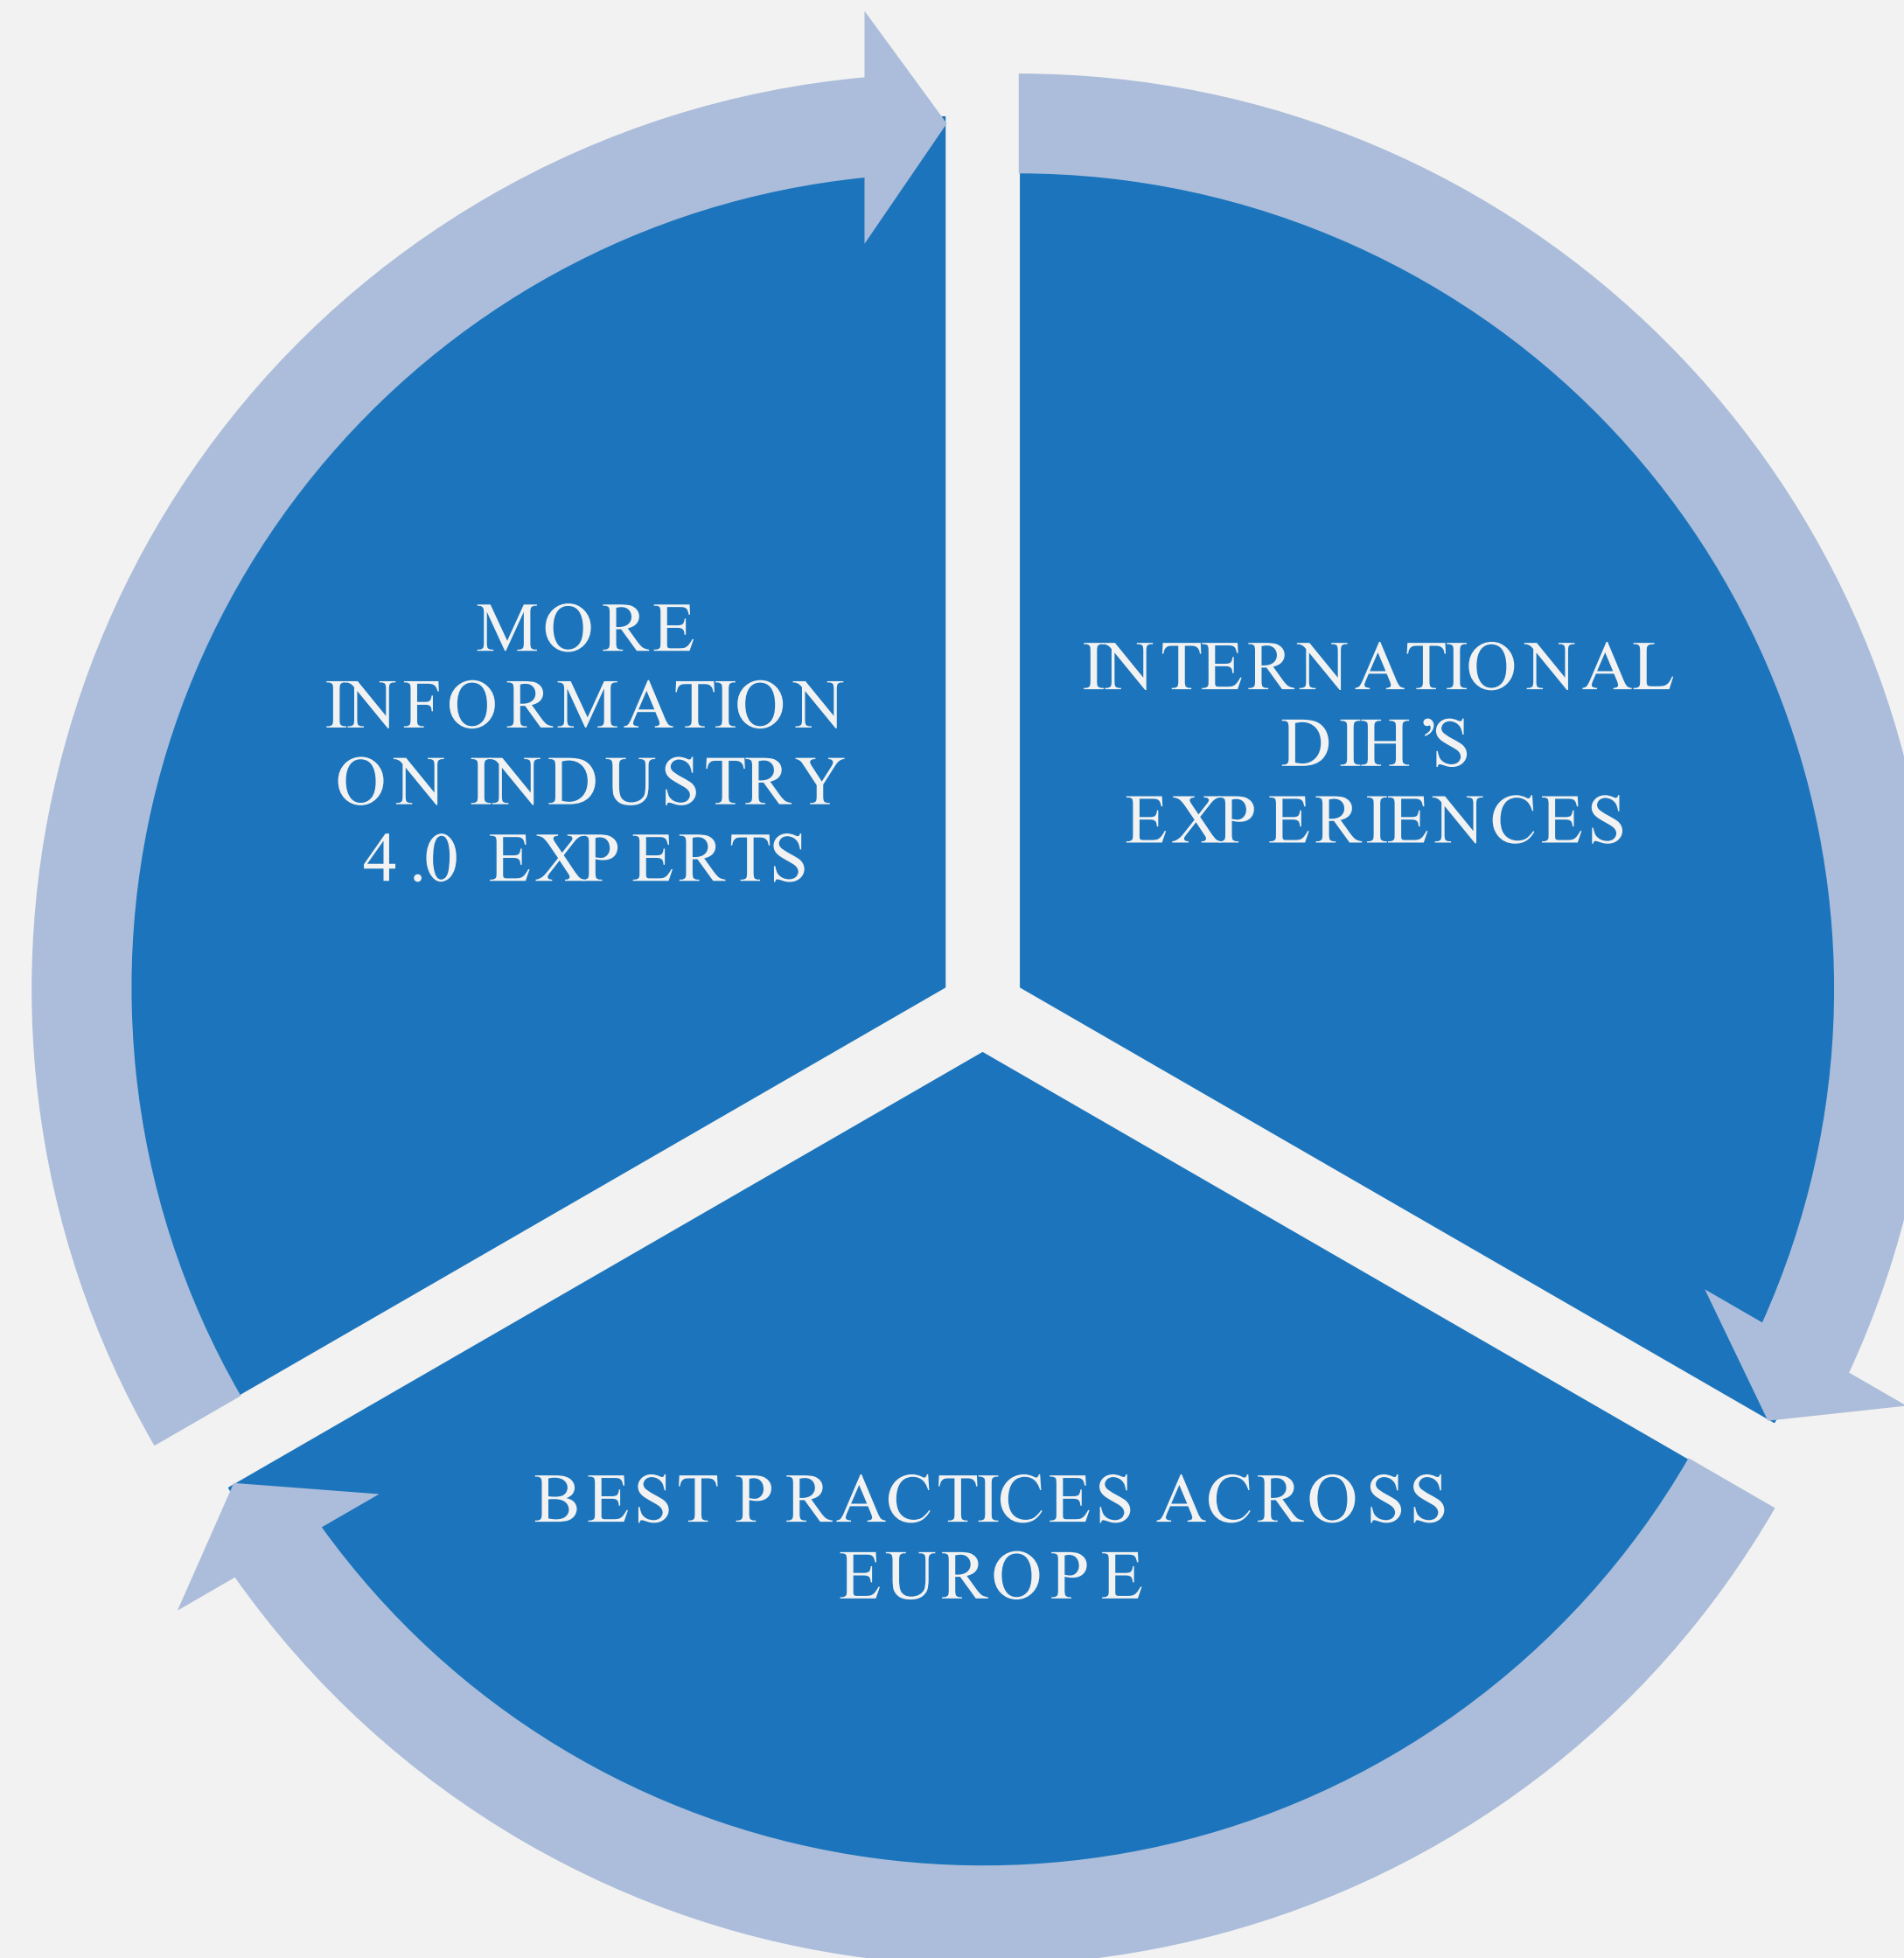 MORE
INFORMATION
ON INDUSTRY
4.0 EXPERTS
INTERNATIONAL
DIH’S
EXPERIENCES
BEST PRACTICES ACROSS
EUROPE